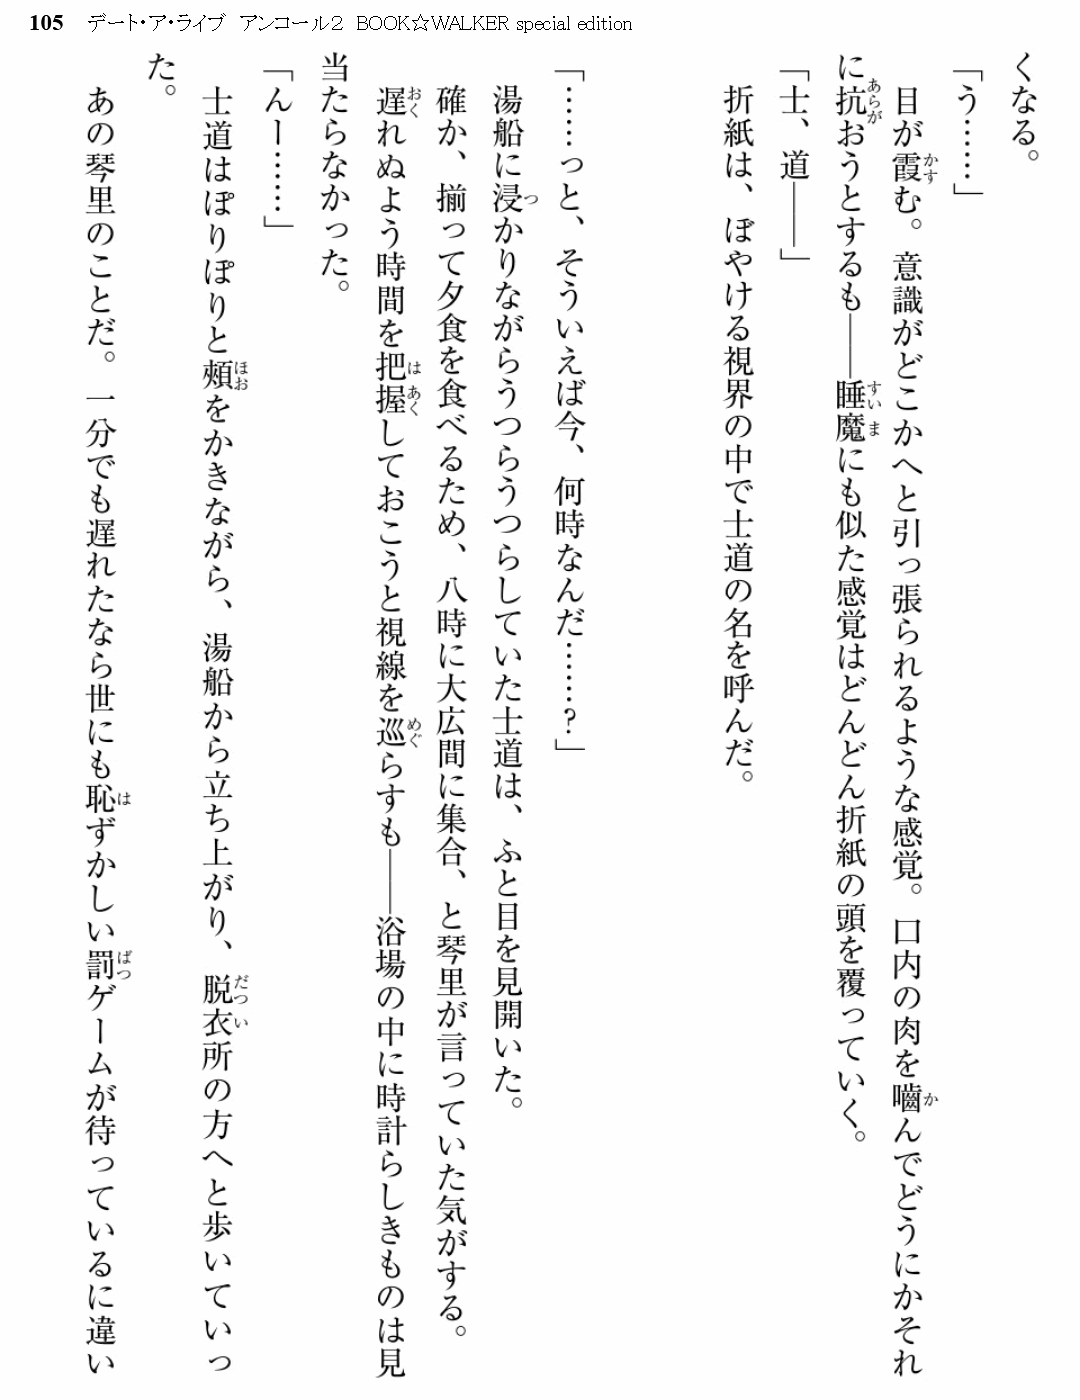 105 デート・ア・ライブ アンコール2 BOOK☆WALKER special edition
くなる。
「う……」
目が霞む。意識がどこかへと引っ張られるような感覚。口内の肉を嚙んでどうにかそれ
に抗おうとするも――睡魔にも似た感覚はどんどん折紙の頭を覆っていく。
「士、道――」
折紙は、ぼやける視界の中で士道の名を呼んだ。
「……っと、そういえば今、何時なんだ……?」
湯船に浸かりながらうつらうつらしていた士道は、ふと目を見開いた。
確か、揃って夕食を食べるため、八時に大広間に集合、と琴里が言っていた気がする。
遅れぬよう時間を把握しておこうと視線を巡らすも――浴場の中に時計らしきものは見
当たらなかった。
「んー……」
士道はぽりぽりと頰をかきながら、湯船から立ち上がり、脱衣所の方へと歩いていっ
た。
あの琴里のことだ。一分でも遅れたなら世にも恥ずかしい罰ゲームが待っているに違い